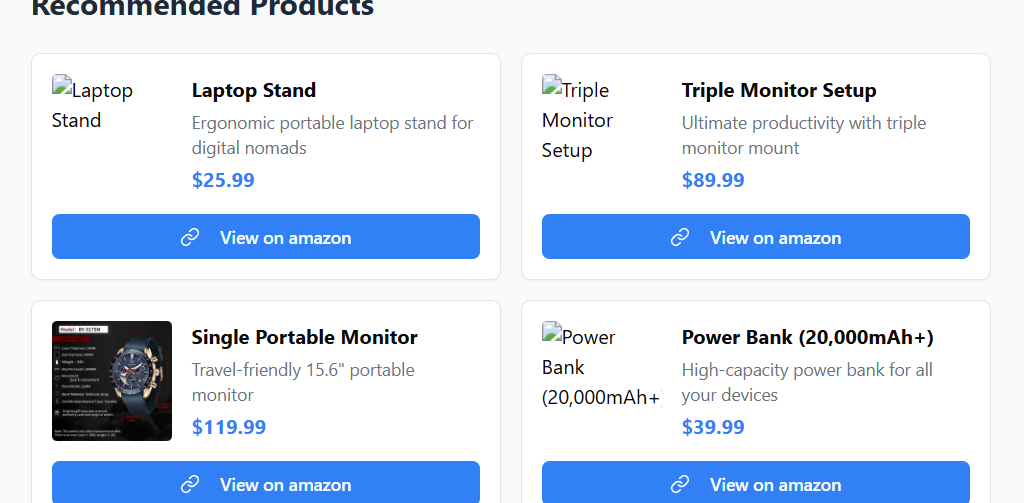 Recommended Products
Laptop
Stand
Laptop Stand
Ergonomic portable laptop stand for
digital nomads
$25.99
View on amazon
Triple
Monitor
Setup
Triple Monitor Setup
Ultimate productivity with triple
monitor mount
$89.99
View on amazon
Single Portable Monitor
Travel-friendly 15.6" portable
monitor
$119.99
View on amazon
Power
Bank
(20,000mAh+
Power Bank (20,000mAh+)
High-capacity power bank for all
your devices
$39.99
View on amazon